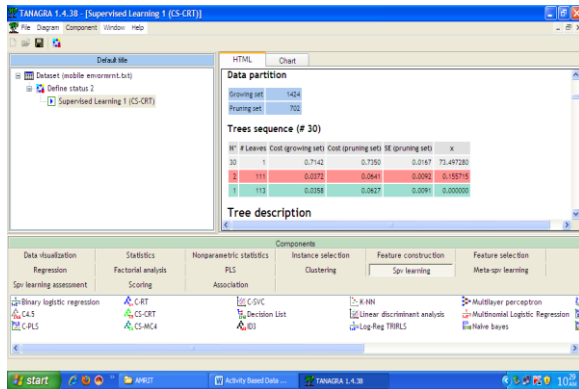 TANAGRA 1.4.38 - [Supervised Learning 1 (CS-CRT)]
File Diagram Component Window Help
Default title
Dataset (mobile envornrnt.txt)
Define status 2
Supervised Learning 1 (CS-CRT)
HTML Chart
Data partition
Growing set 1424
Pruning set 702
Trees sequence (# 30)
N° # Leaves Cost (growing set) Cost (pruning set) SE (pruning set) x
30 1 0.7142 0.7350 0.0167 73.497280
2 111 0.0372 0.0641 0.0092 0.155715
1 113 0.0358 0.0627 0.0091 0.000000
Tree description
Components
Data visualization Statistics Nonparametric statistics Instance selection Feature construction Feature selection
Regression Factorial analysis PLS Clustering Spv learning Meta-spv learning
Spv learning assessment Scoring Association
Binary logistic regression C-RT C-SVC K-NN Multilayer perceptron
C4.5 CS-CRT Decision List Linear discriminant analysis Multinomial Logistic Regression
C-PLS CS-MC4 ID3 Log-Reg TRIRLS Naive bayes
start AMRIT Activity Based Data ... TANAGRA 1.4.38 10:29